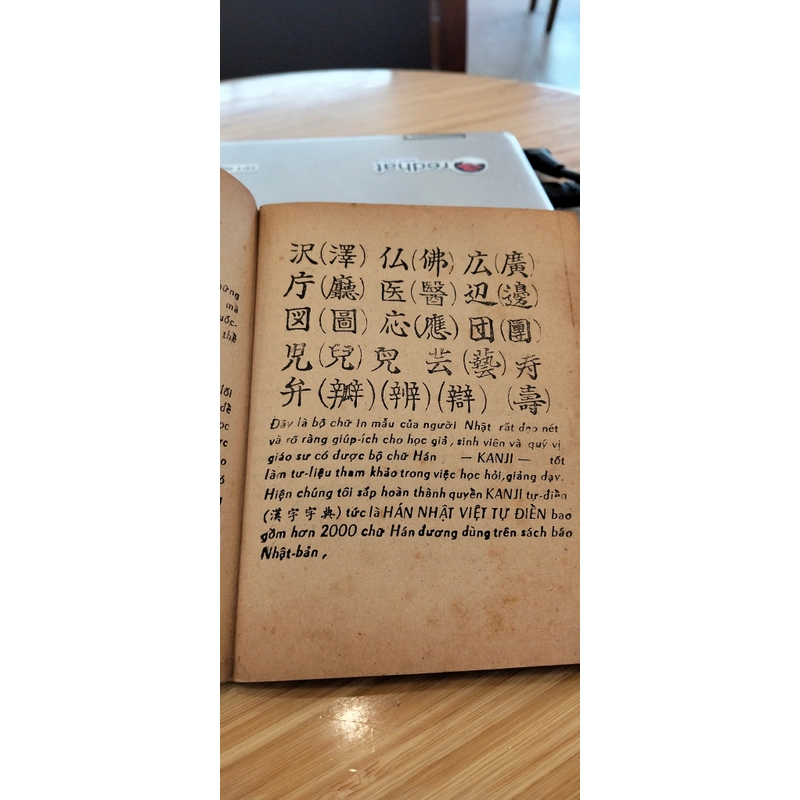 redhat
沢(澤) 仏(佛) 広(廣)
庁(廳) 医(醫) 辺(邊)
図(圖) 応(應) 団(團)
児(兒) 皃 芸(藝) 寿
弁(瓣)(辨)(辯) (壽)
Đây là bộ chữ in mẫu của người Nhật rất đẹp nét
và rõ ràng giúp-ích cho học giả, sinh viên và quý vị
giáo sư có được bộ chữ Hán — KANJI — tốt
làm tư-liệu tham khảo trong việc học hỏi, giảng dạy.
Hiện chúng tôi sắp hoàn thành quyển KANJI tự-điển
(漢字字典) tức là HÁN NHẬT VIỆT TỰ ĐIỂN bao
gồm hơn 2000 chữ Hán đương dùng trên sách báo
Nhật-bản,